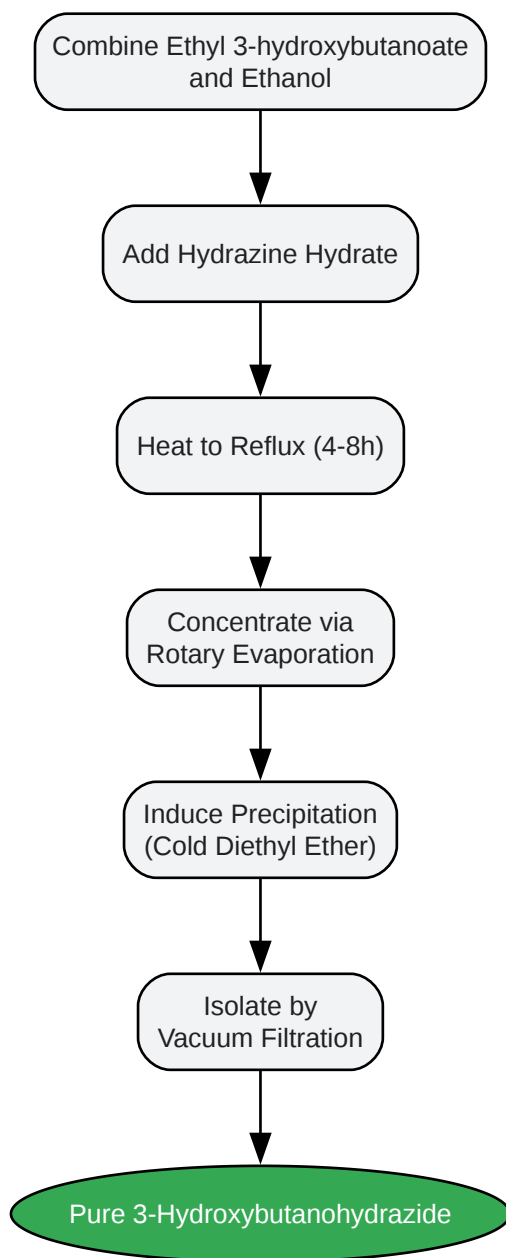 Combine Ethyl 3-hydroxybutanoate
and Ethanol
Add Hydrazine Hydrate
Heat to Reflux (4-8h)
Concentrate via
Rotary Evaporation
Induce Precipitation
(Cold Diethyl Ether)
Isolate by
Vacuum Filtration
Pure 3-Hydroxybutanohydrazide